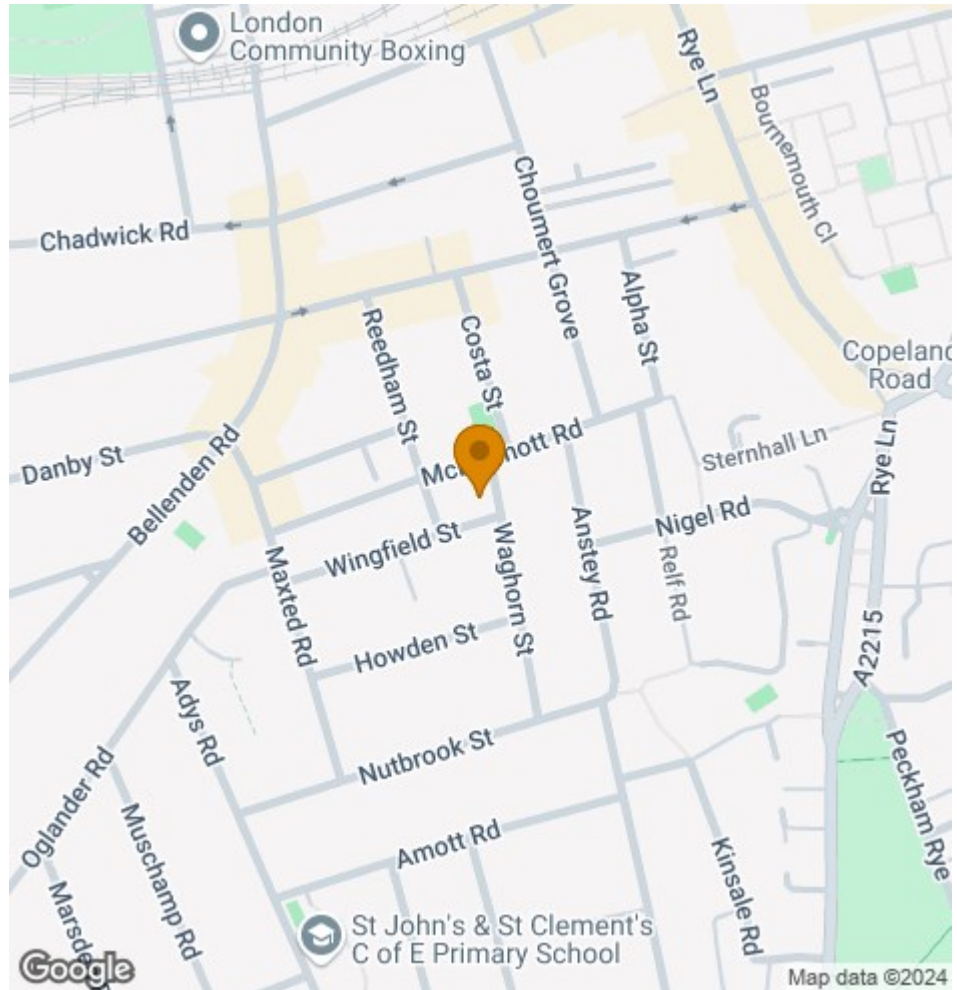 London
Community Boxing
Rye Ln
Bournemouth Cl
Choumert Grove
Chadwick Rd
Alpha St
Reedham St
Costa St
Copeland
Road
Danby St
Bellenden Rd
Rd
Sternhall Ln
Rye Ln
Nigel Rd
Wingfield St
Anstey Rd
Waghorn St
Relf Rd
Maxted Rd
Howden St
A2215
Adys Rd
Nutbrook St
Peckham Rye
Oglander Rd
Muschamp Rd
Amott Rd
Kinsale Rd
St John's & St Clement's
C of E Primary School
Google
Map data ©2024